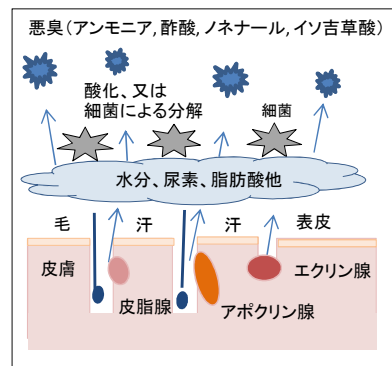 悪臭（アンモニア, 酢酸, ノネナール, イソ吉草酸）
酸化、又は
細菌による分解
細菌
水分、尿素、脂肪酸他
毛
汗
汗
表皮
皮膚
皮脂腺
アポクリン腺
エクリン腺